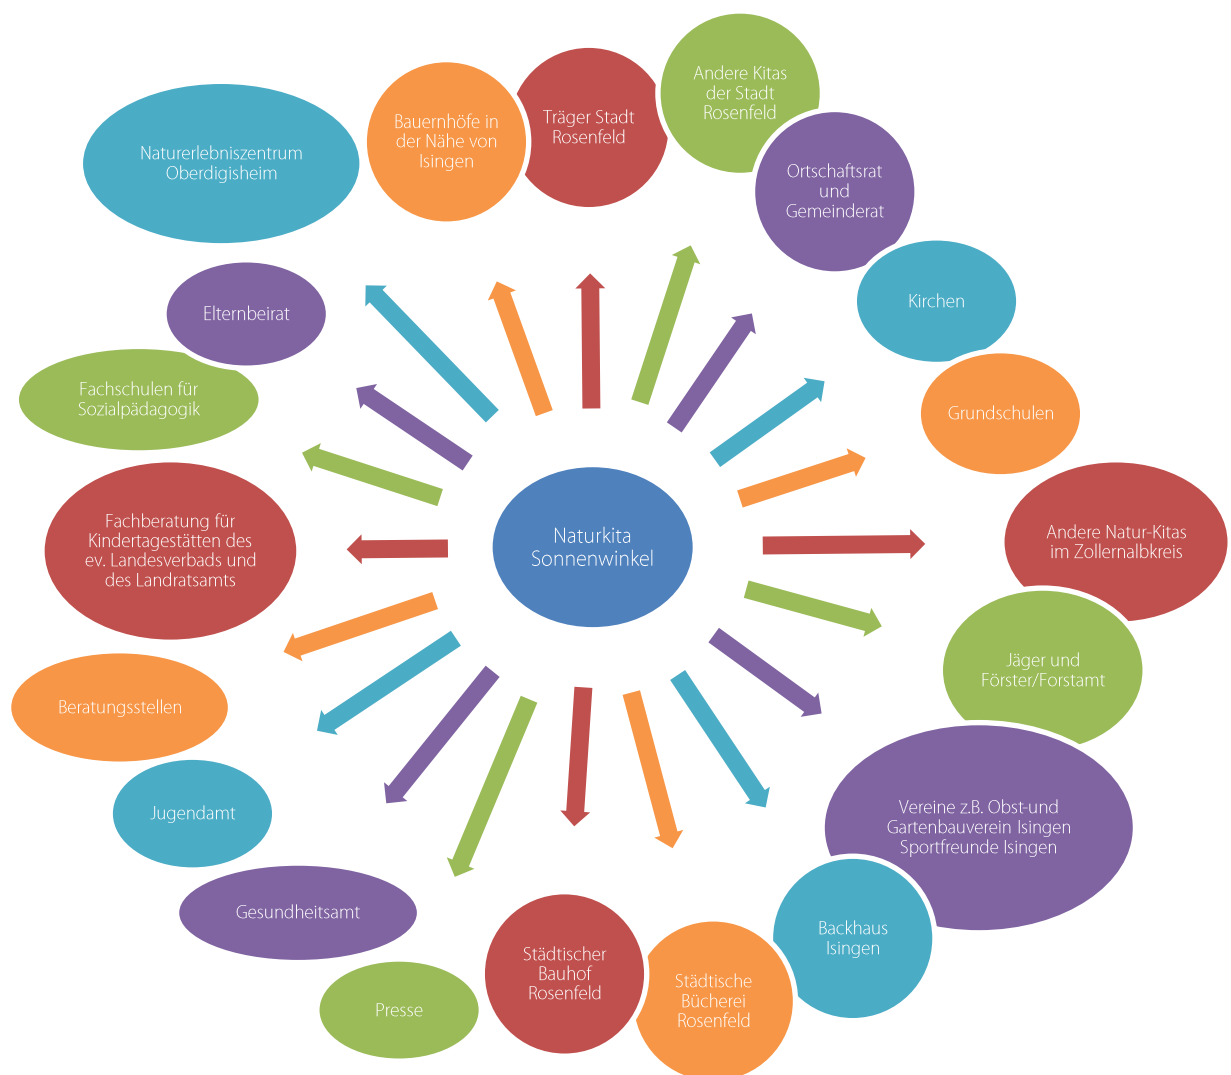 Andere Kitas
der Stadt
Rosenfeld
Träger Stadt
Rosenfeld
Bauernhöfe in
der Nähe von
Isingen
Naturerlebniszentrum
Oberdigisheim
Ortschaftsrat
und
Gemeinderat
Kirchen
Elternbeirat
Fachschulen für
Sozialpädagogik
Grundschulen
Fachberatung für
Kindertagestätten des
ev. Landesverbads und
des Landratsamts
Naturkita
Sonnenwinkel
Andere Natur-Kitas
im Zollernalbkreis
Jäger und
Förster/Forstamt
Beratungsstellen
Jugendamt
Vereine z.B. Obst-und
Gartenbauverein Isingen
Sportfreunde Isingen
Gesundheitsamt
Backhaus
Isingen
Städtischer
Bauhof
Rosenfeld
Städtische
Bücherei
Rosenfeld
Presse